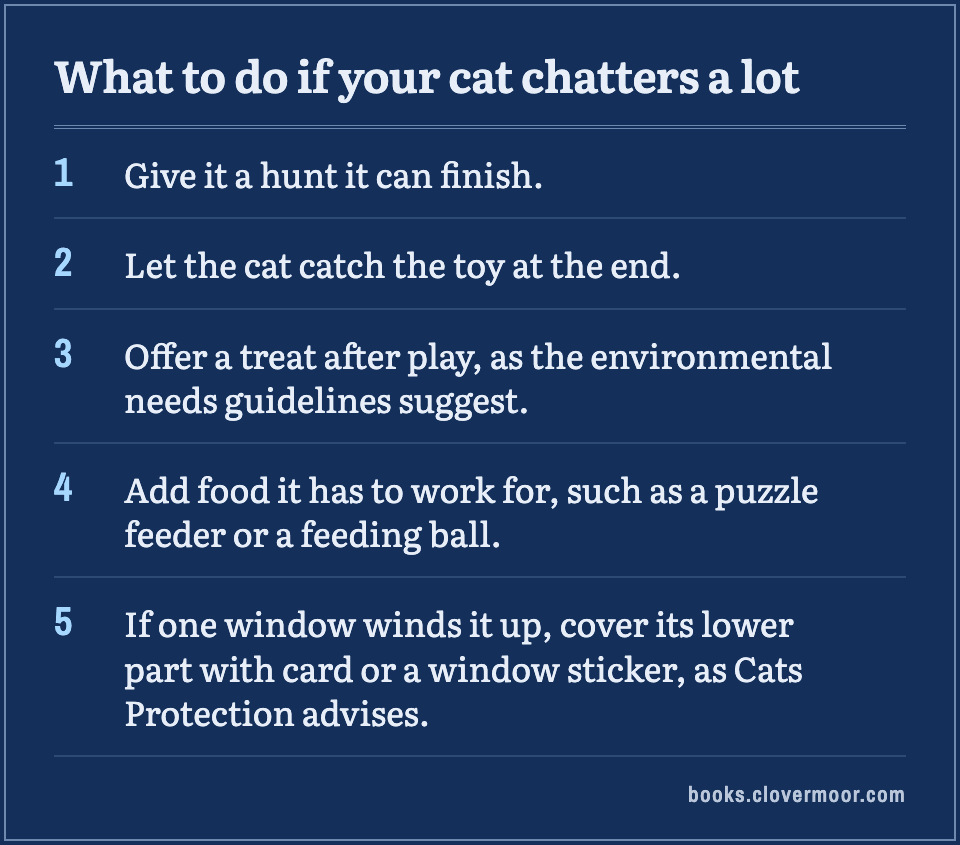 What to do if your cat chatters a lot
1 Give it a hunt it can finish.
2 Let the cat catch the toy at the end.
3 Offer a treat after play, as the environmental
needs guidelines suggest.
4 Add food it has to work for, such as a puzzle
feeder or a feeding ball.
5 If one window winds it up, cover its lower
part with card or a window sticker, as Cats
Protection advises.
books.clovermoor.com